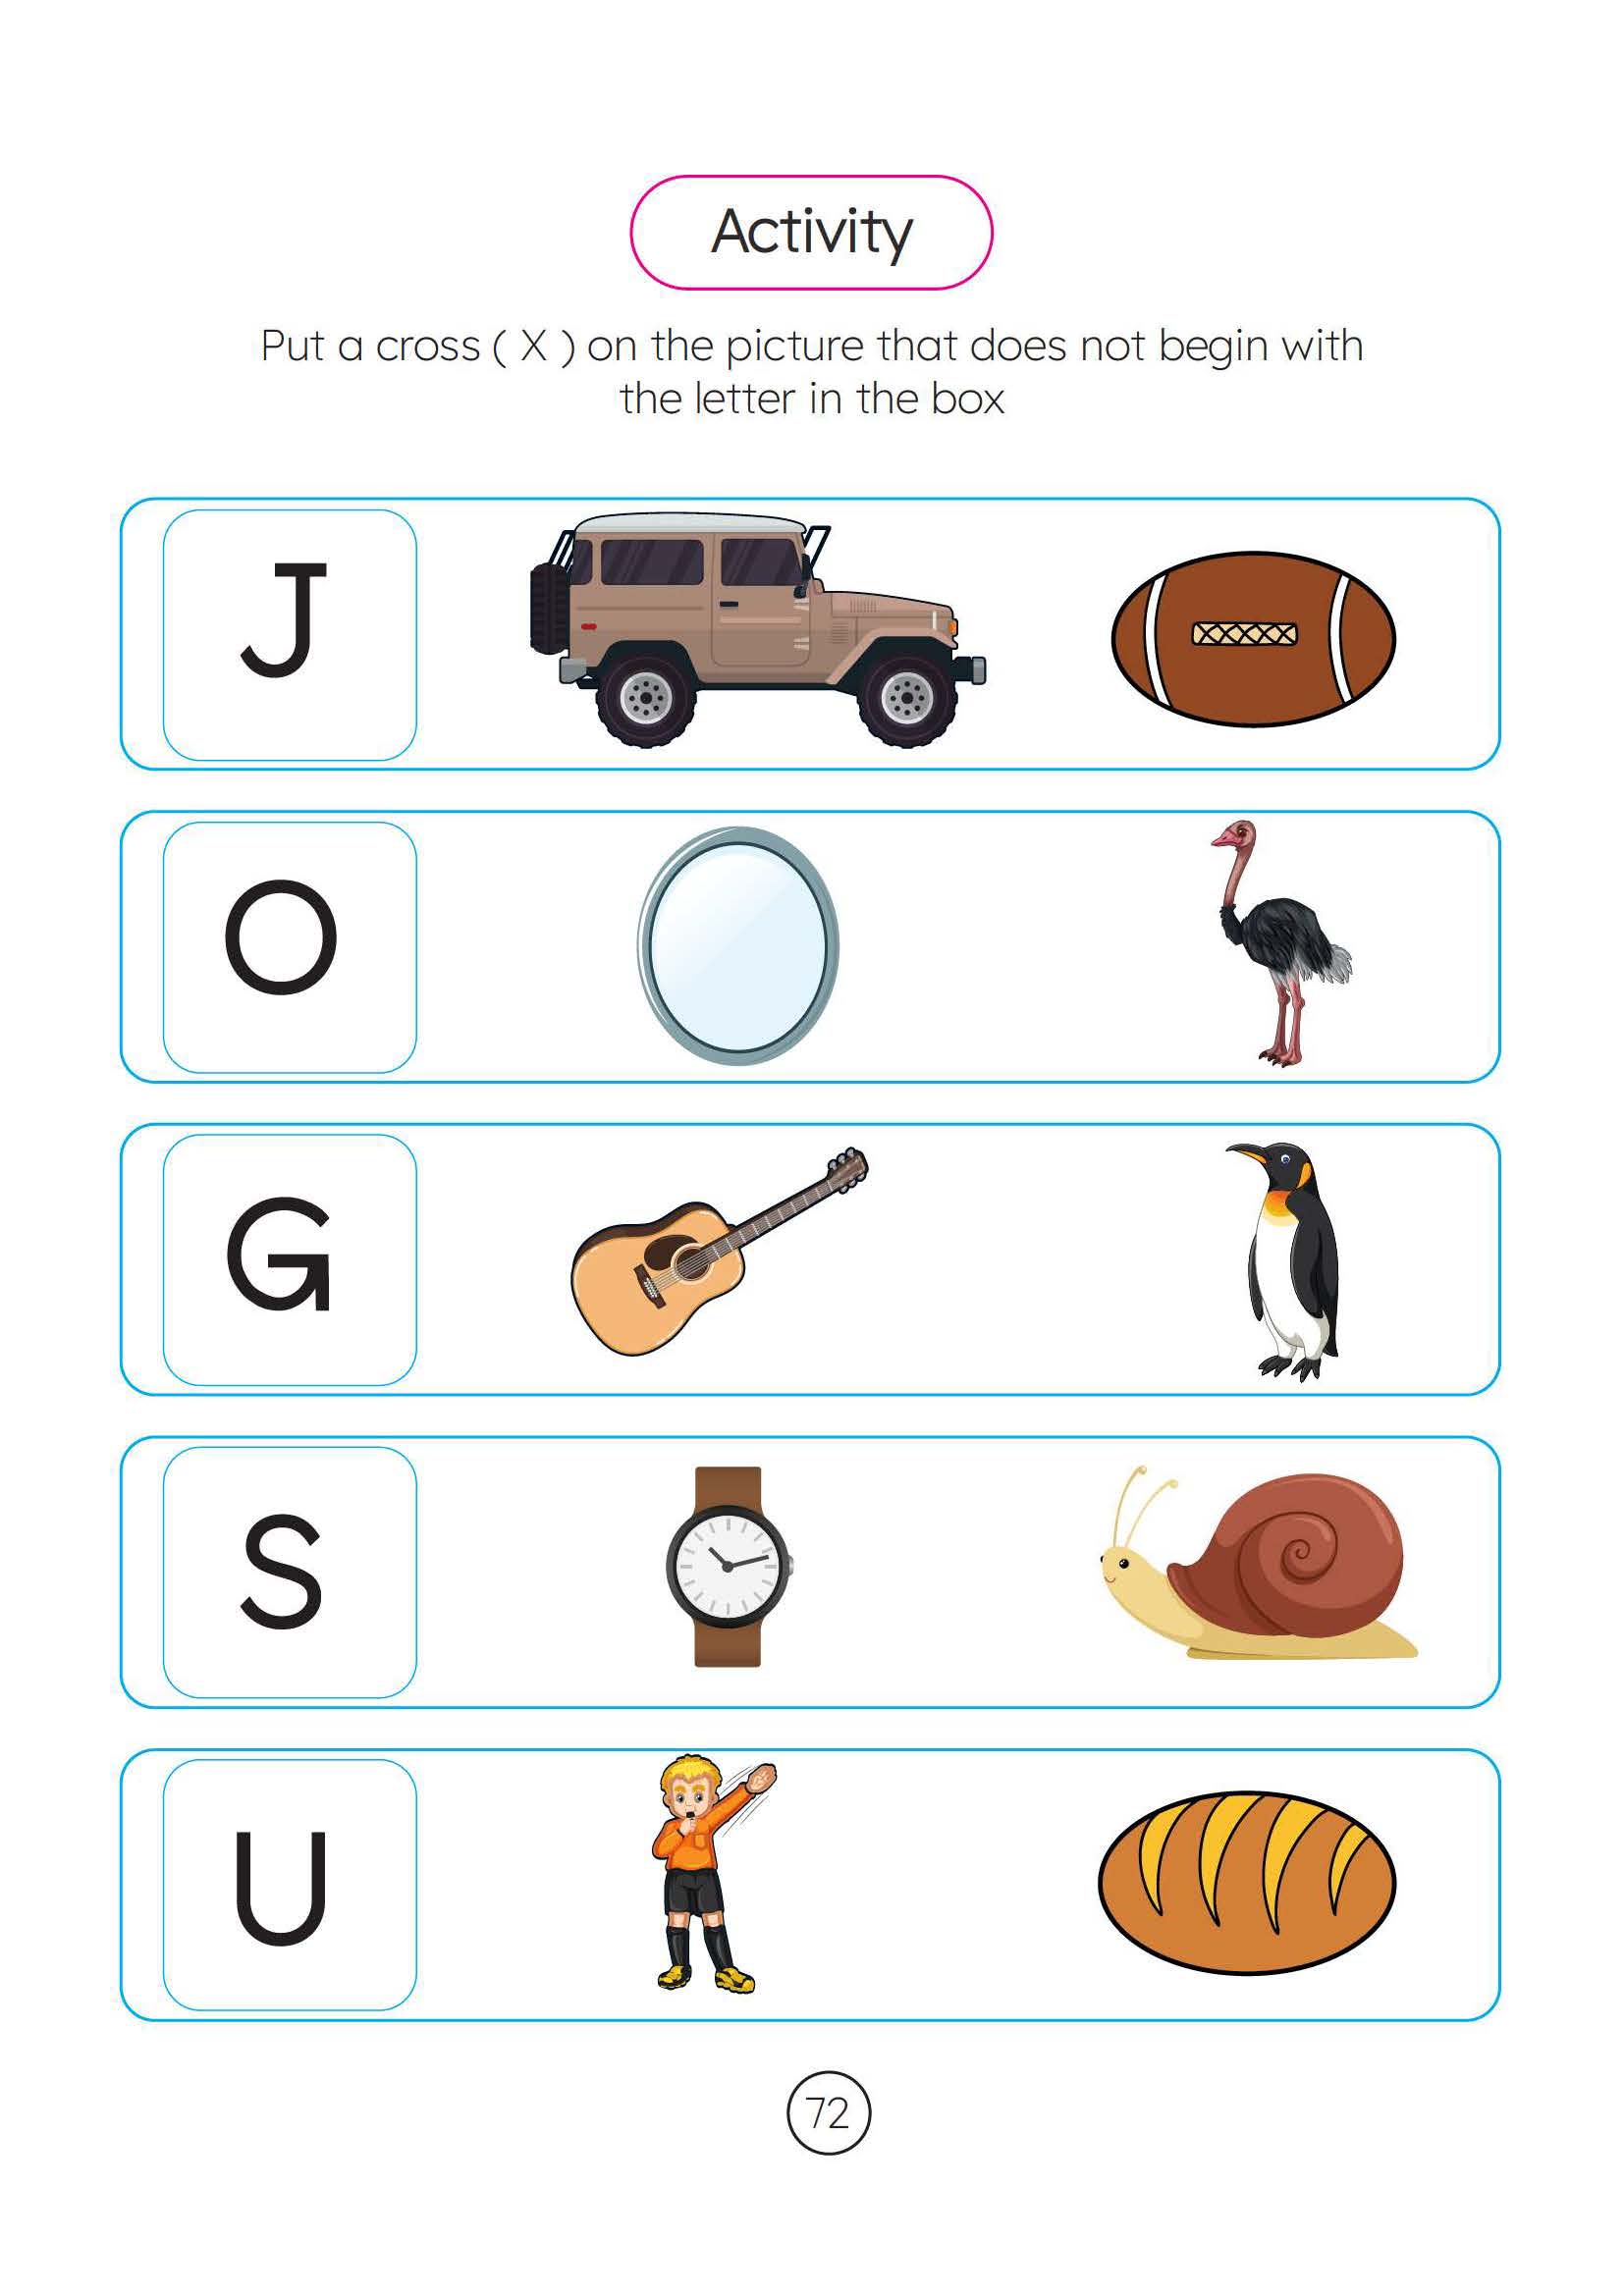 Activity
Put a cross ( X ) on the picture that does not begin with
the letter in the box
J
O
G
S
U
72